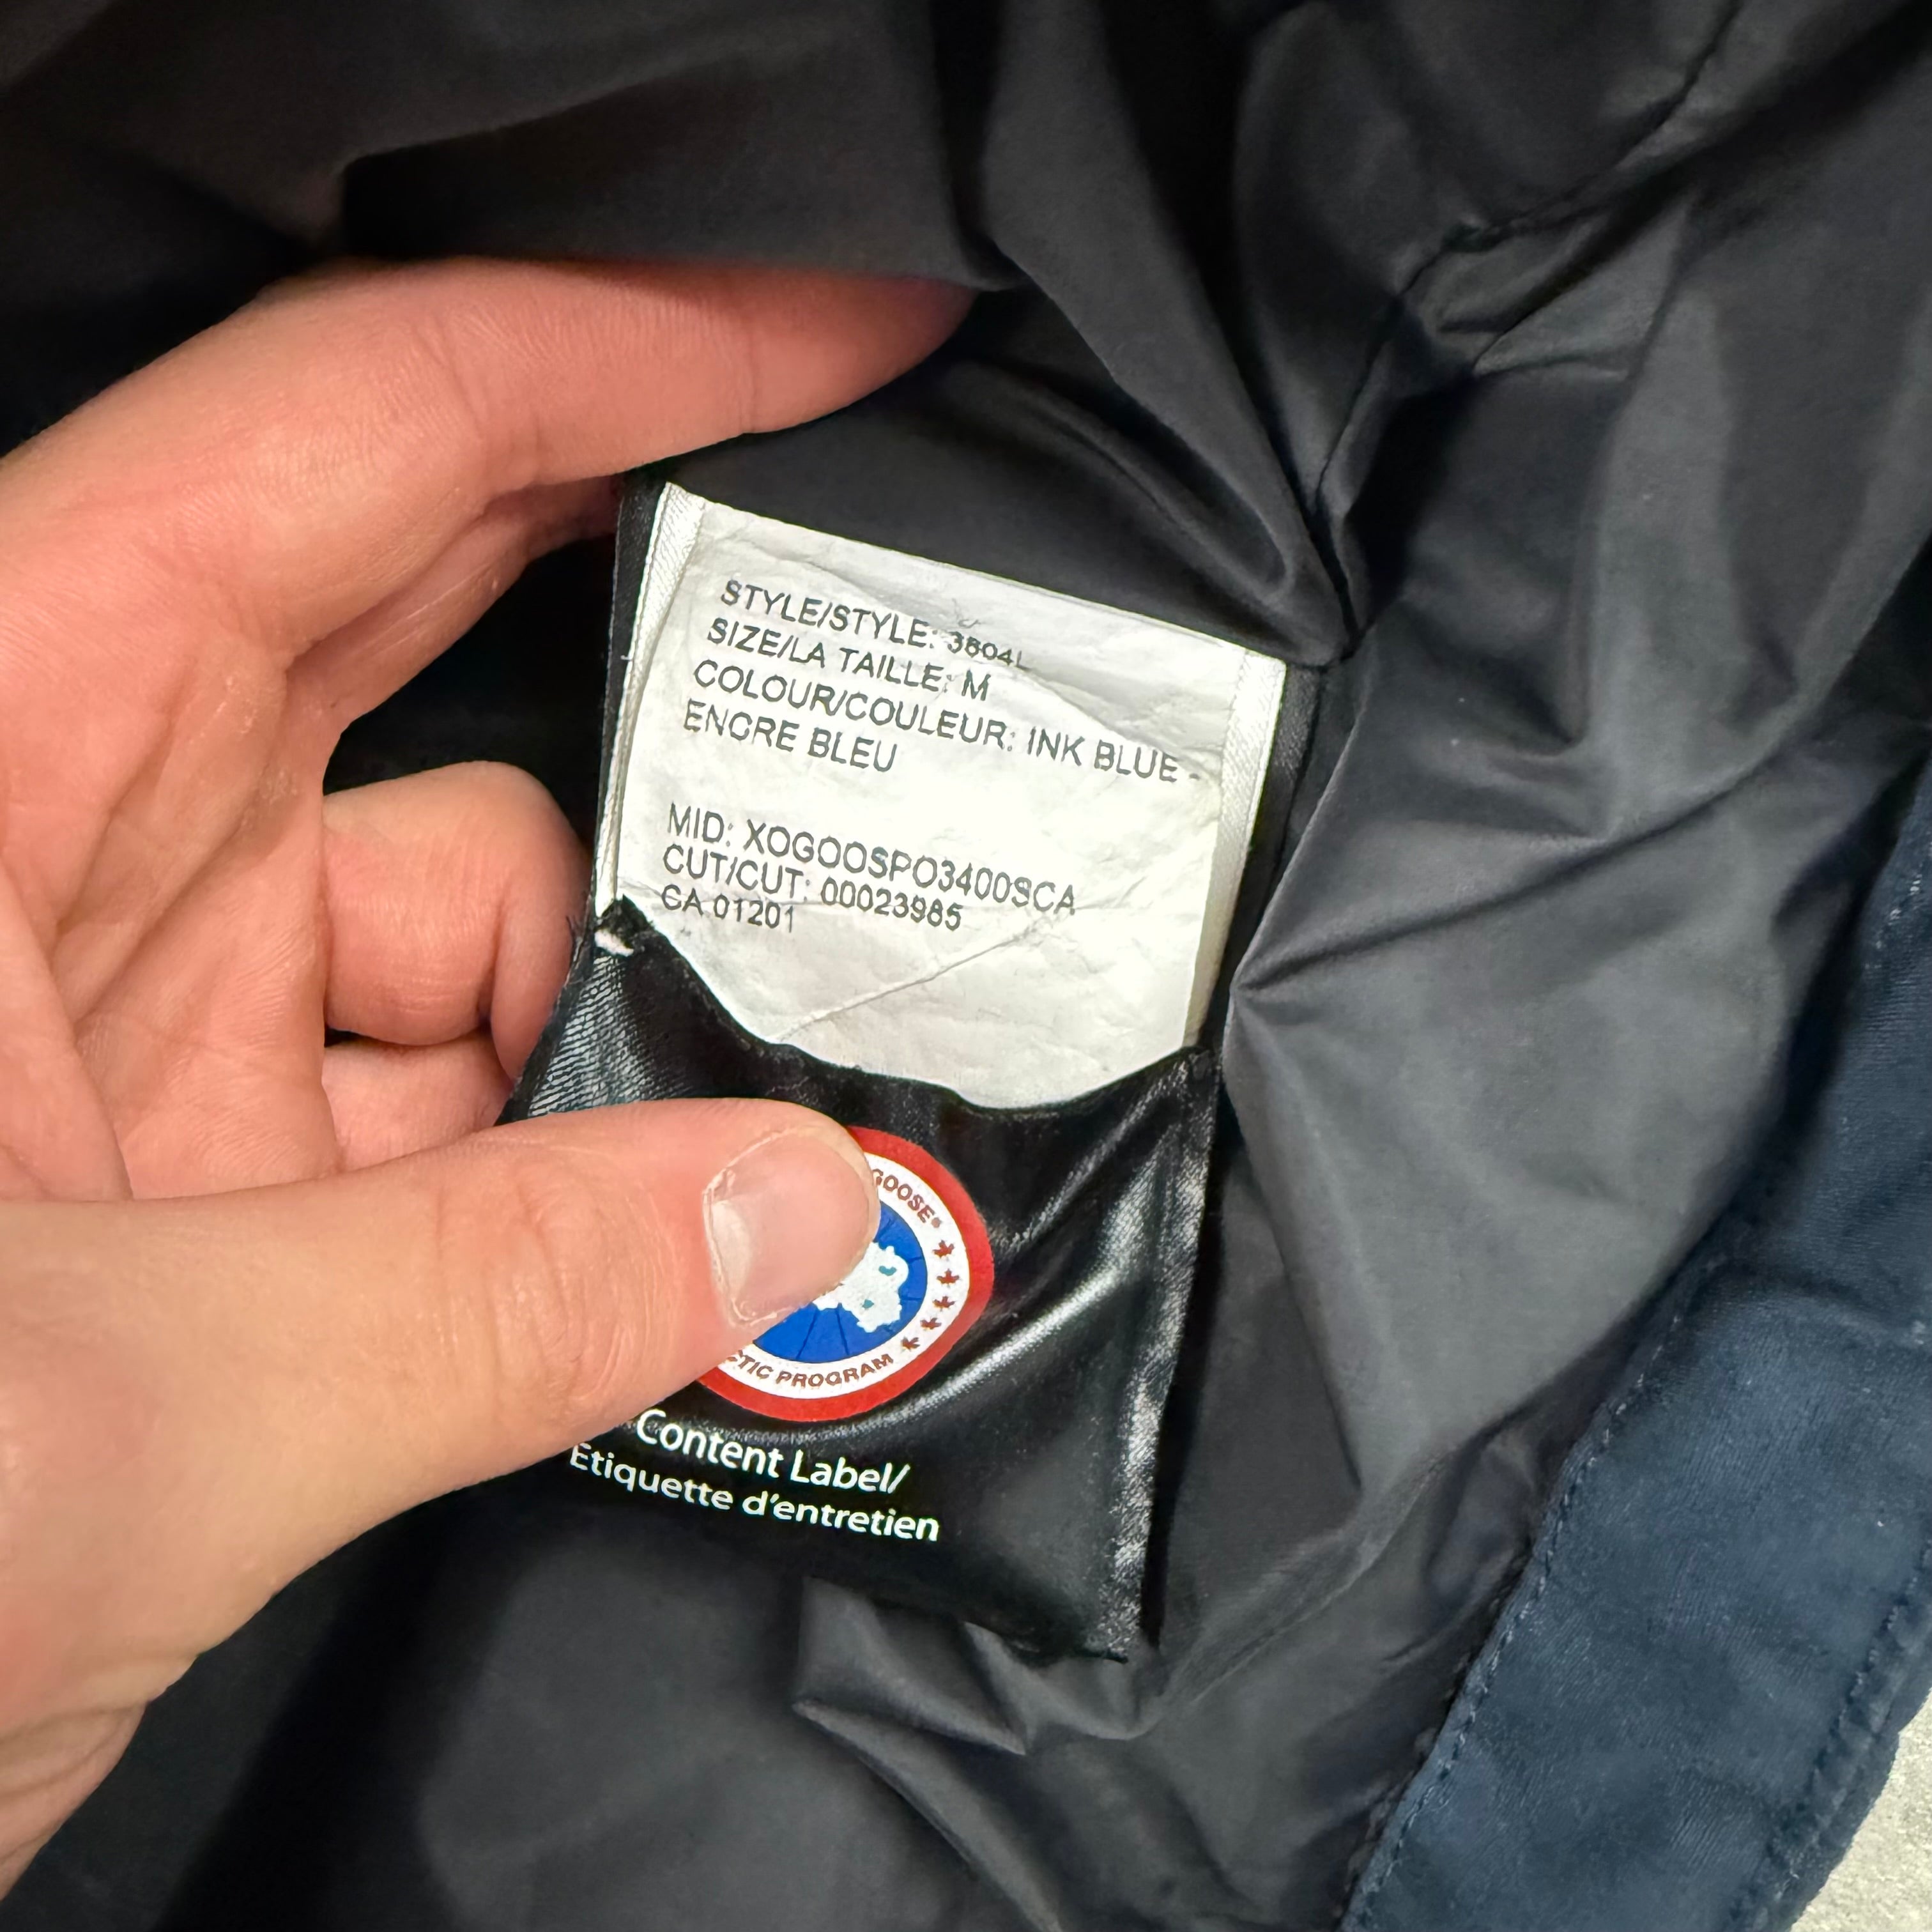 STYLE/STYLE: 3804L
SIZE/LA TAILLE: M
COLOUR/COULEUR: INK BLUE -
ENCRE BLEU
MID: XOGOOSPO3400SCA
CUT/CUT: 00023985
CA 01201
GOOSE®
PROGRAM
Content Label/
Etiquette d'entretien